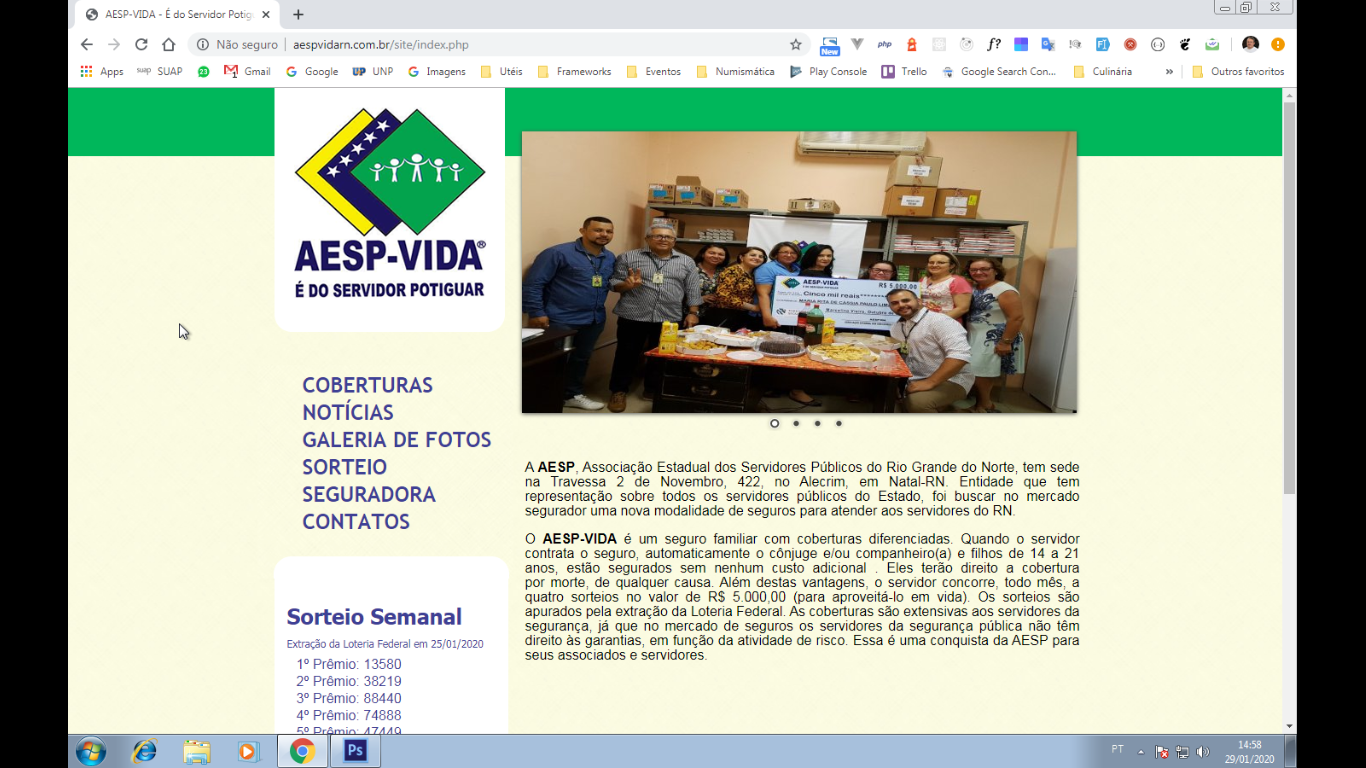 AESP-VIDA - É do Servidor Potig
Não seguro
aespvidarn.com.br/site/index.php
New
php
f?
Apps
suap SUAP
23
Gmail
Google
UP UNP
Imagens
Utéis
Frameworks
Eventos
Numismática
Play Console
Trello
Google Search Con...
Culinária
»
Outros favoritos
AESP-VIDA®
É DO SERVIDOR POTIGUAR
AESP-VIDA
R$ 5.000,00
Cinco mil reais
COBERTURAS
NOTÍCIAS
GALERIA DE FOTOS
SORTEIO
SEGURADORA
CONTATOS
A AESP, Associação Estadual dos Servidores Públicos do Rio Grande do Norte, tem sede
na Travessa 2 de Novembro, 422, no Alecrim, em Natal-RN. Entidade que tem
representação sobre todos os servidores públicos do Estado, foi buscar no mercado
segurador uma nova modalidade de seguros para atender aos servidores do RN.
O AESP-VIDA é um seguro familiar com coberturas diferenciadas. Quando o servidor
contrata o seguro, automaticamente o cônjuge e/ou companheiro(a) e filhos de 14 a 21
anos, estão segurados sem nenhum custo adicional . Eles terão direito a cobertura
por morte, de qualquer causa. Além destas vantagens, o servidor concorre, todo mês, a
quatro sorteios no valor de R$ 5.000,00 (para aproveitá-lo em vida). Os sorteios são
apurados pela extração da Loteria Federal. As coberturas são extensivas aos servidores da
segurança, já que no mercado de seguros os servidores da segurança pública não têm
direito às garantias, em função da atividade de risco. Essa é uma conquista da AESP para
seus associados e servidores.
Sorteio Semanal
Extração da Loteria Federal em 25/01/2020
1º Prêmio: 13580
2º Prêmio: 38219
3º Prêmio: 88440
4º Prêmio: 74888
5º Prêmio: 47449
Ps
PT
14:58
29/01/2020